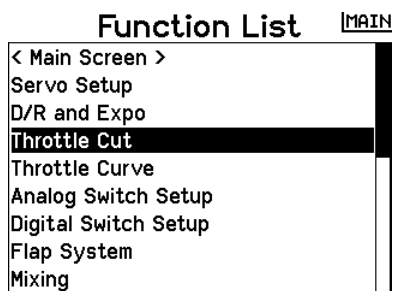 Function List
MAIN
< Main Screen >
Servo Setup
D/R and Expo
Throttle Cut
Throttle Curve
Analog Switch Setup
Digital Switch Setup
Flap System
Mixing